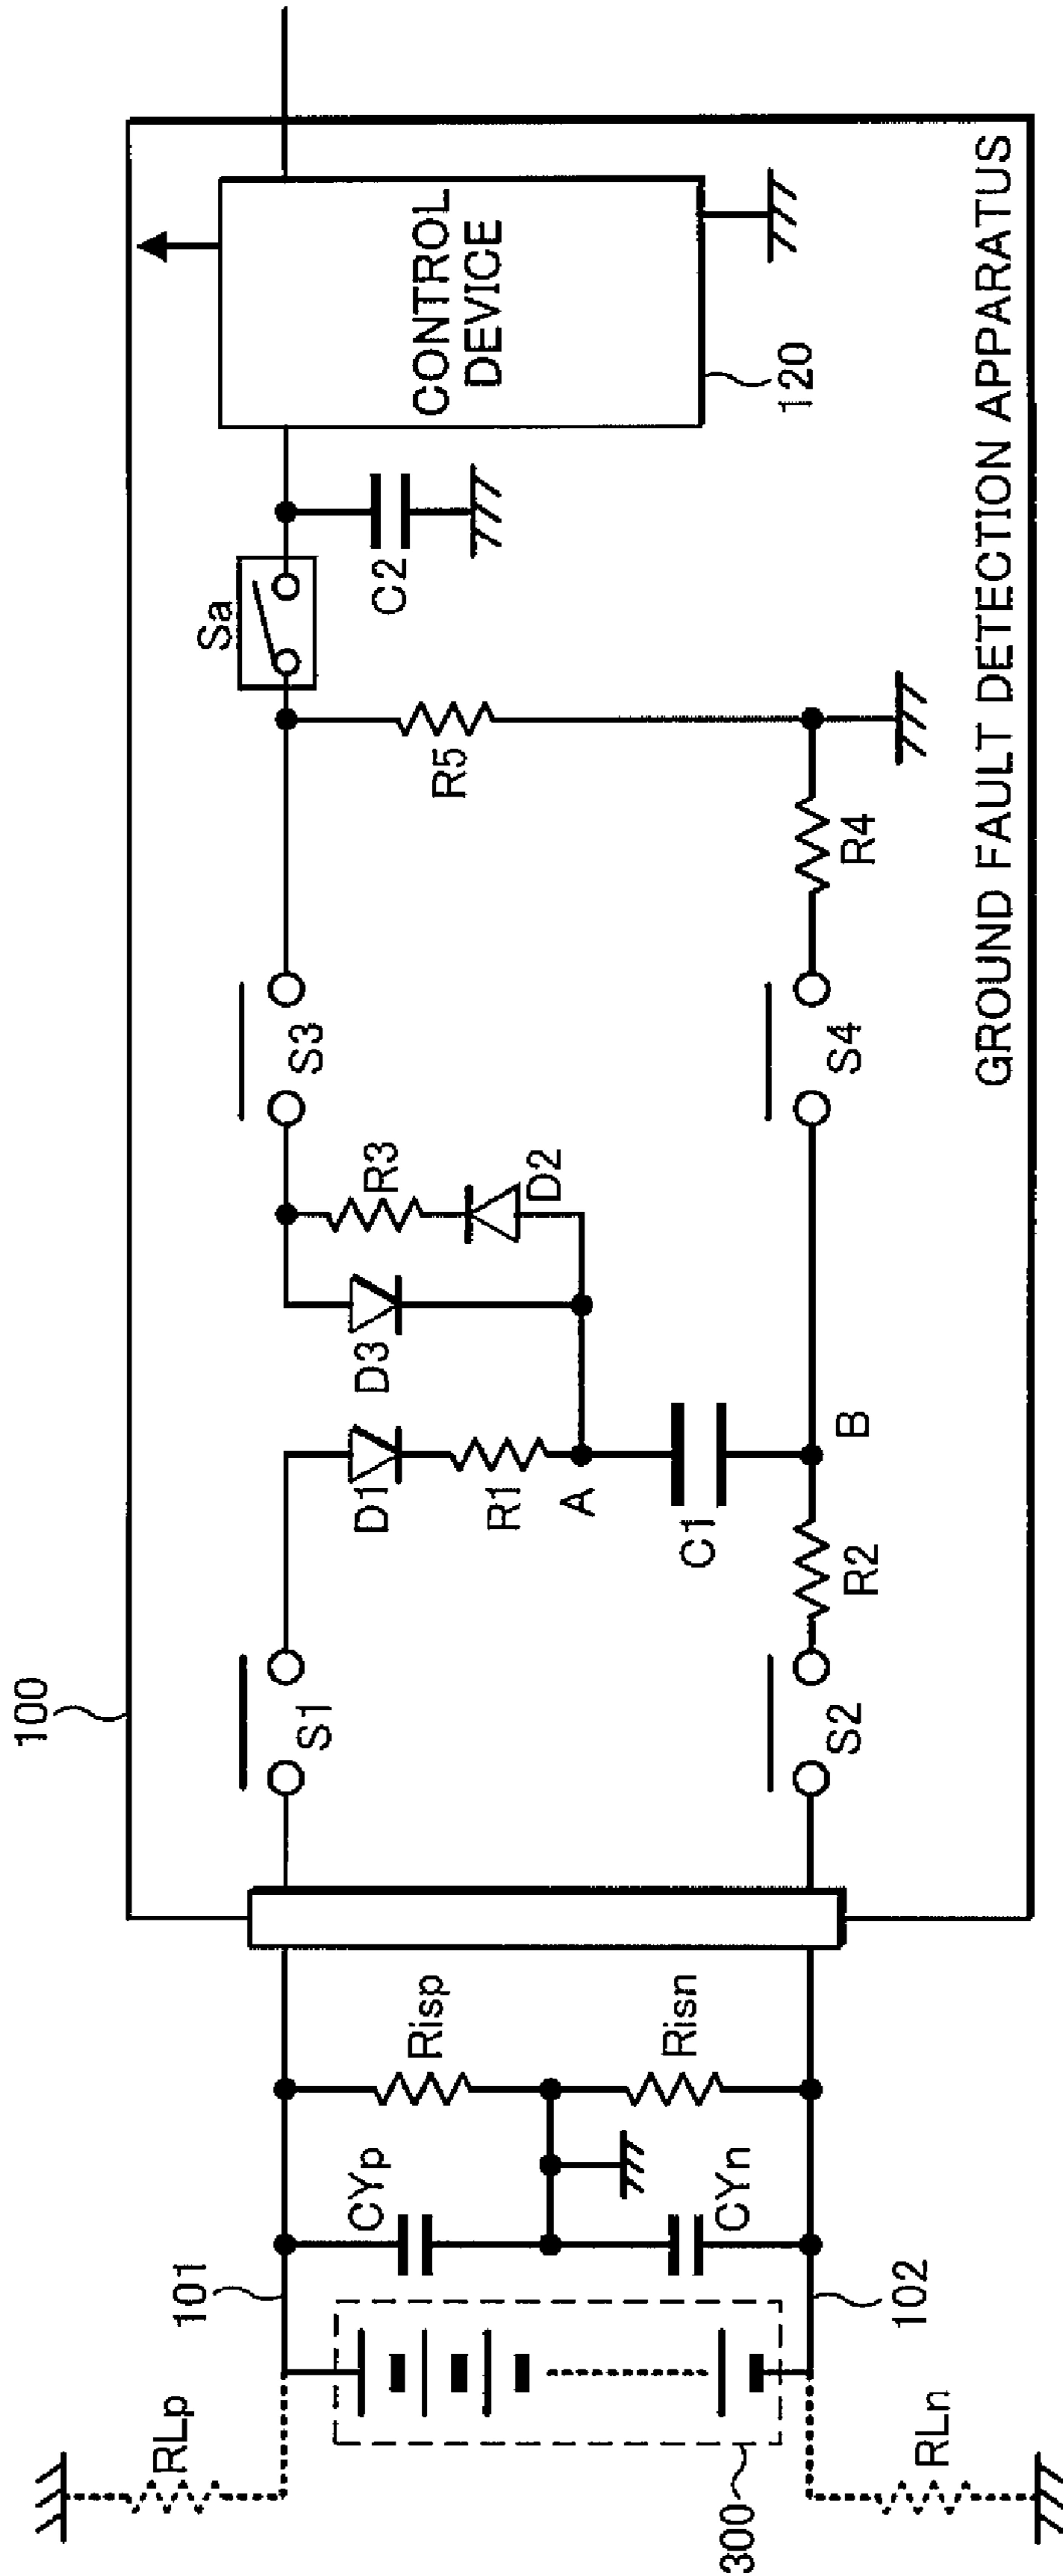 100
RLp
101
CYp
Risp
S1
D1
R1
D3
R3
D2
S3
Sa
R5
C2
CONTROL
DEVICE
120
A
C1
B
300
RLn
102
CYn
Risn
S2
R2
S4
R4
GROUND FAULT DETECTION APPARATUS